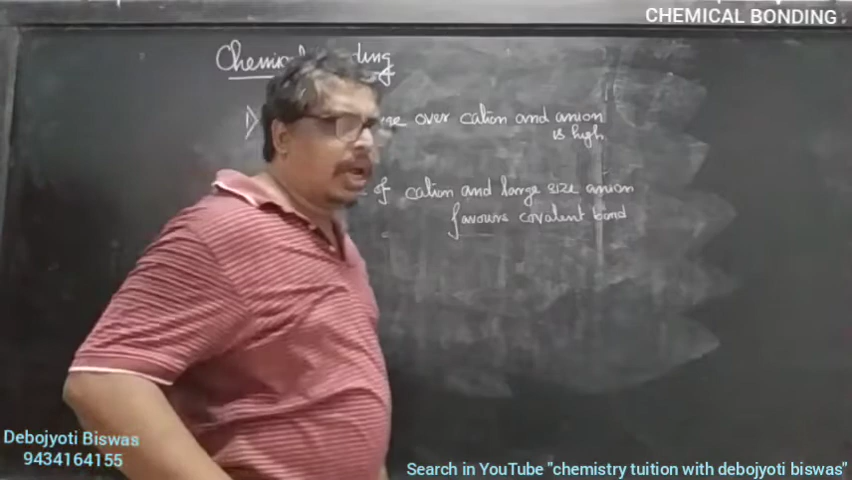 CHEMICAL BONDING
Chemical Bonding
1) over cation and anion
is high
of cation and large size anion
favours covalent bond
Debojyoti Biswas
9434164155
Search in YouTube "chemistry tuition with debojyoti biswas"